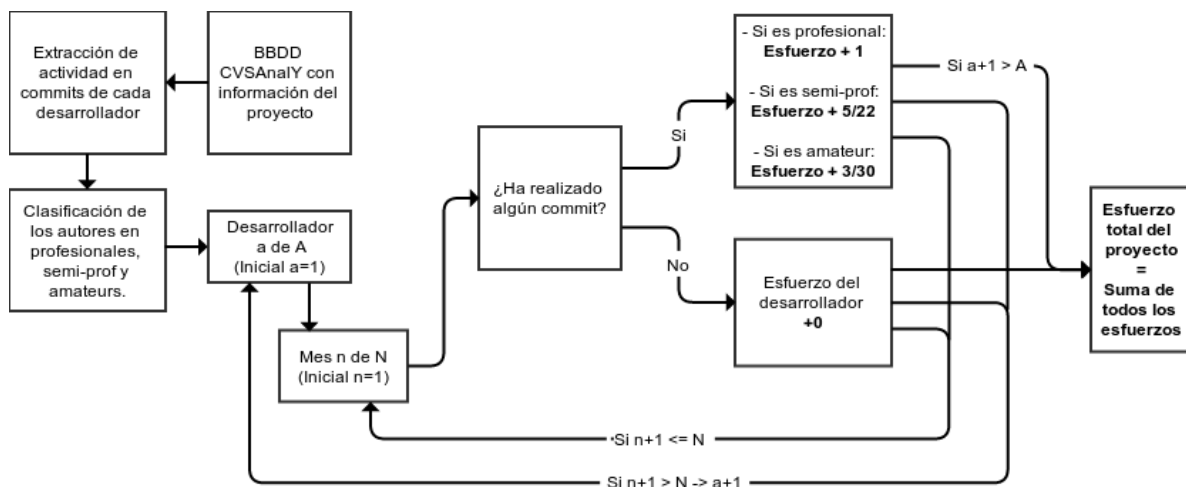 Extracción de
actividad en
commits de cada
desarrollador
BBDD
CVSAnalY con
información del
proyecto
Clasificación de
los autores en
profesionales,
semi-prof y
amateurs.
Desarrollador
a de A
(Inicial a=1)
Mes n de N
(Inicial n=1)
¿Ha realizado
algún commit?
Si
No
- Si es profesional:
Esfuerzo + 1
- Si es semi-prof:
Esfuerzo + 5/22
- Si es amateur:
Esfuerzo + 3/30
Esfuerzo del
desarrollador
+0
Si a+1 > A
Esfuerzo
total del
proyecto
=
Suma de
todos los
esfuerzos
Si n+1 <= N
Si n+1 > N -> a+1